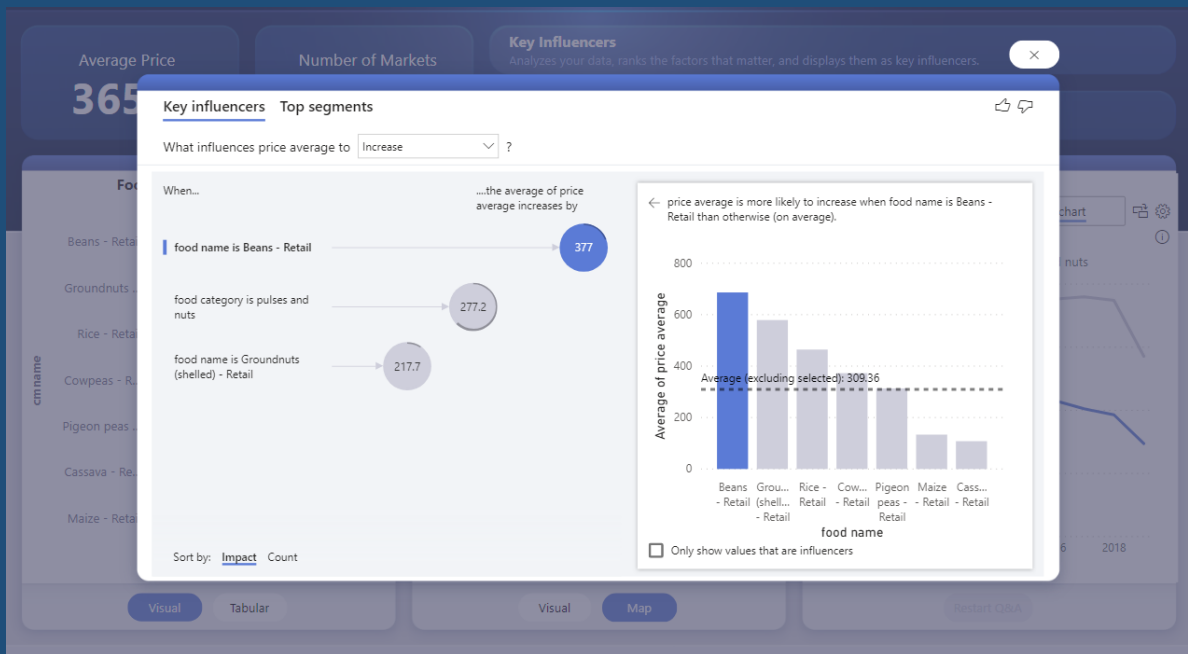 Average Price
365
Number of Markets
Key Influencers
Analyzes your data, ranks the factors that matter, and displays them as key influencers.
Key influencers Top segments
What influences price average to Increase ?
When...
....the average of price
average increases by
food name is Beans - Retail
377
food category is pulses and
nuts
277.2
food name is Groundnuts
(shelled) - Retail
217.7
Sort by: Impact Count
price average is more likely to increase when food name is Beans -
Retail than otherwise (on average).
Average of price average
800
600
400
200
0
Average (excluding selected): 309.36
Beans
- Retail
Grou...
(shell...
- Retail
Rice -
Retail
Cow...
- Retail
Pigeon
peas -
Retail
Maize
- Retail
Cass...
- Retail
food name
Only show values that are influencers
Foo
cmname
Beans - Retai
Groundnuts ..
Rice - Retai
Cowpeas - R..
Pigeon peas ..
Cassava - Re..
Maize - Retai
Visual Tabular
Visual Map
chart
nuts
6 2018
Restart Q&A